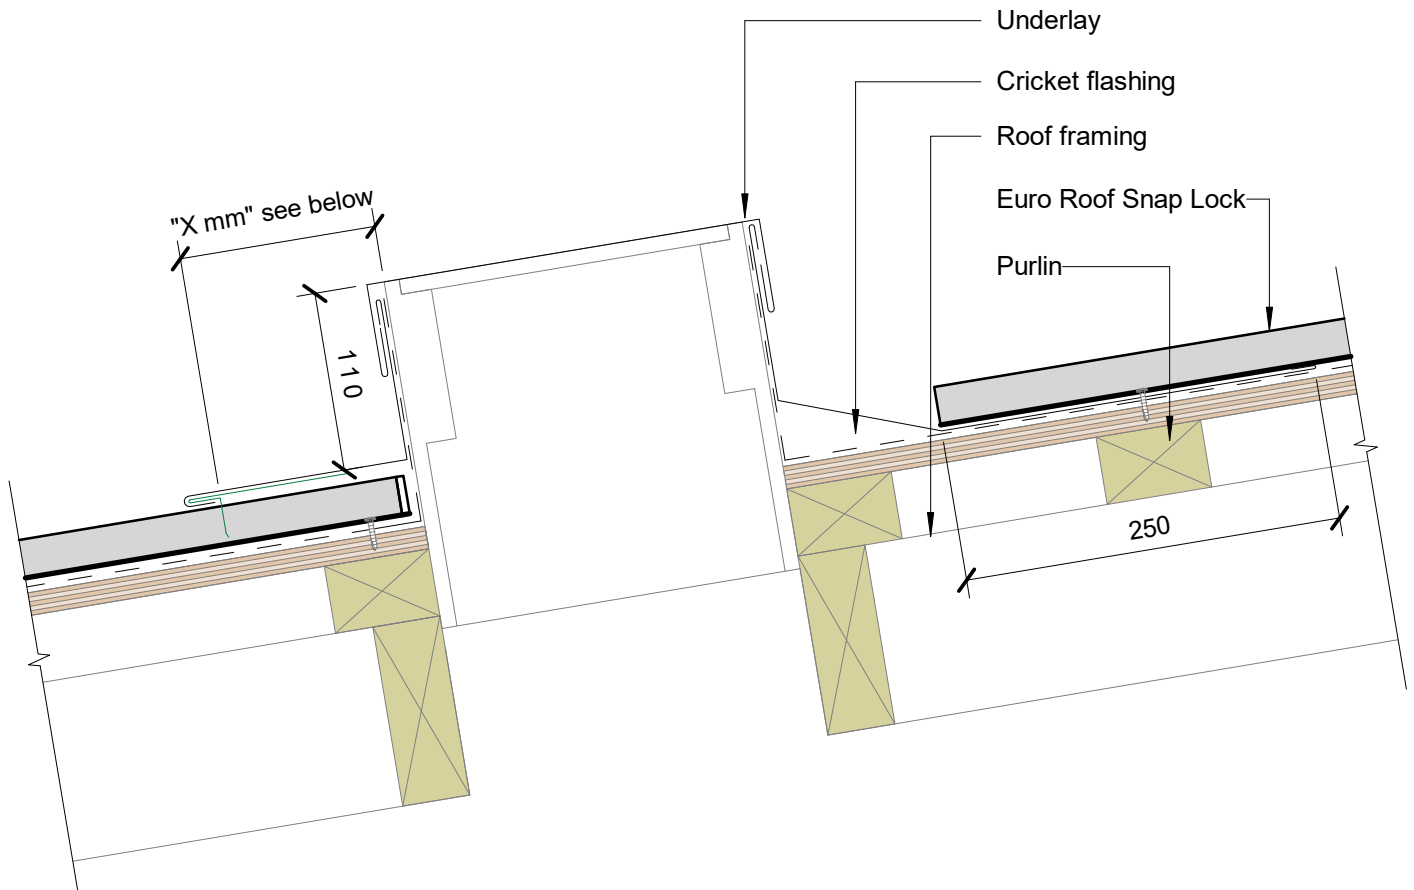 Underlay
Cricket flashing
Roof framing
Euro Roof Snap Lock
Purlin
"X mm" see below
110
250